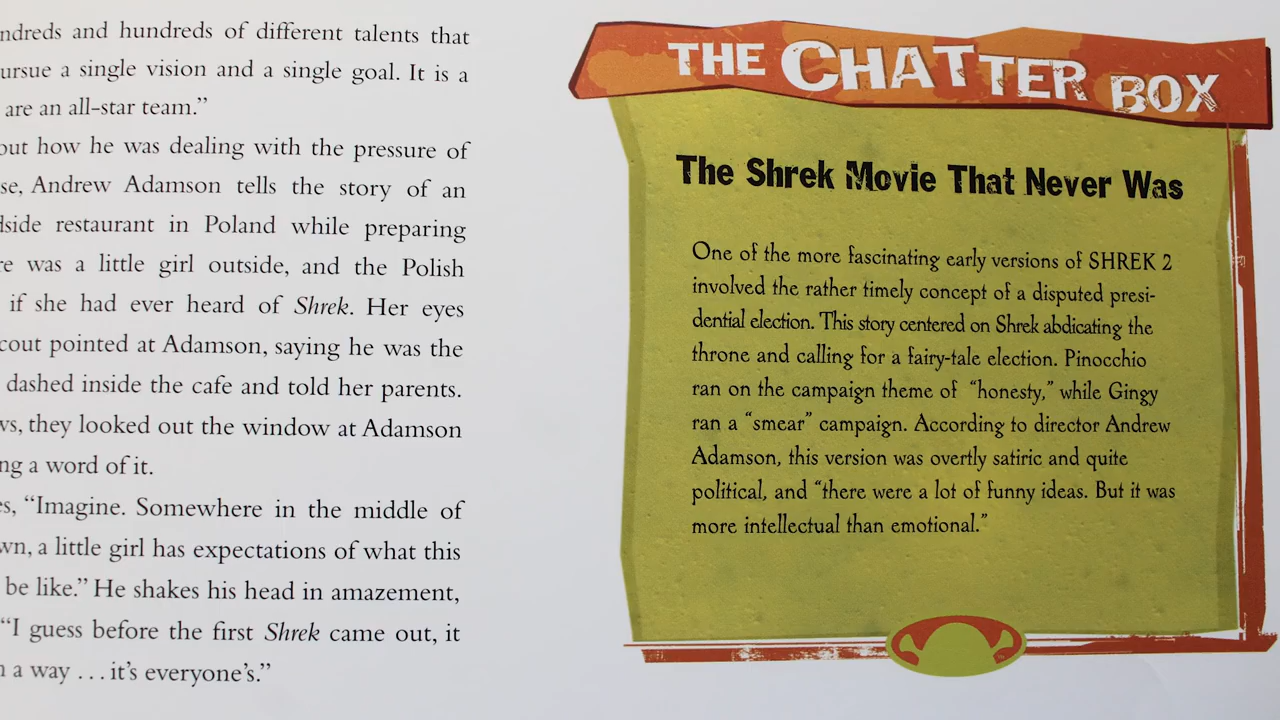 hundreds and hundreds of different talents that
pursue a single vision and a single goal. It is a
are an all-star team.”
out how he was dealing with the pressure of
se, Andrew Adamson tells the story of an
dside restaurant in Poland while preparing
re was a little girl outside, and the Polish
if she had ever heard of Shrek. Her eyes
scout pointed at Adamson, saying he was the
dashed inside the cafe and told her parents.
ws, they looked out the window at Adamson
ng a word of it.
es, “Imagine. Somewhere in the middle of
wn, a little girl has expectations of what this
be like.” He shakes his head in amazement,
“I guess before the first Shrek came out, it
n a way . . . it’s everyone’s.”
THE CHATTER BOX
The Shrek Movie That Never Was
One of the more fascinating early versions of SHREK 2
involved the rather timely concept of a disputed presi-
dential election. This story centered on Shrek abdicating the
throne and calling for a fairy-tale election. Pinocchio
ran on the campaign theme of “honesty,” while Gingy
ran a “smear” campaign. According to director Andrew
Adamson, this version was overtly satiric and quite
political, and “there were a lot of funny ideas. But it was
more intellectual than emotional.”